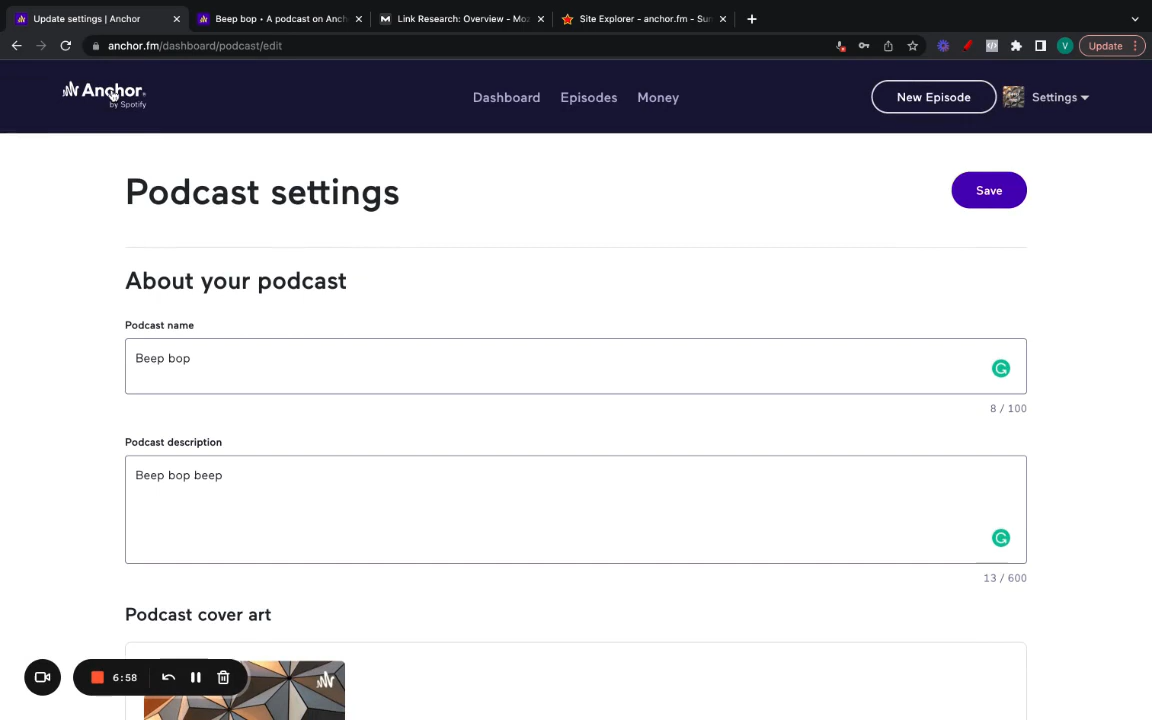 Update settings | Anchor
Beep bop • A podcast on Anch
Link Research: Overview - Moz
Site Explorer - anchor.fm - Sur
anchor.fm/dashboard/podcast/edit
V
Update
Anchor
by Spotify
Dashboard
Episodes
Money
New Episode
Settings
Podcast settings
Save
About your podcast
Podcast name
Beep bop
8 / 100
Podcast description
Beep bop beep
13 / 600
Podcast cover art
6:58